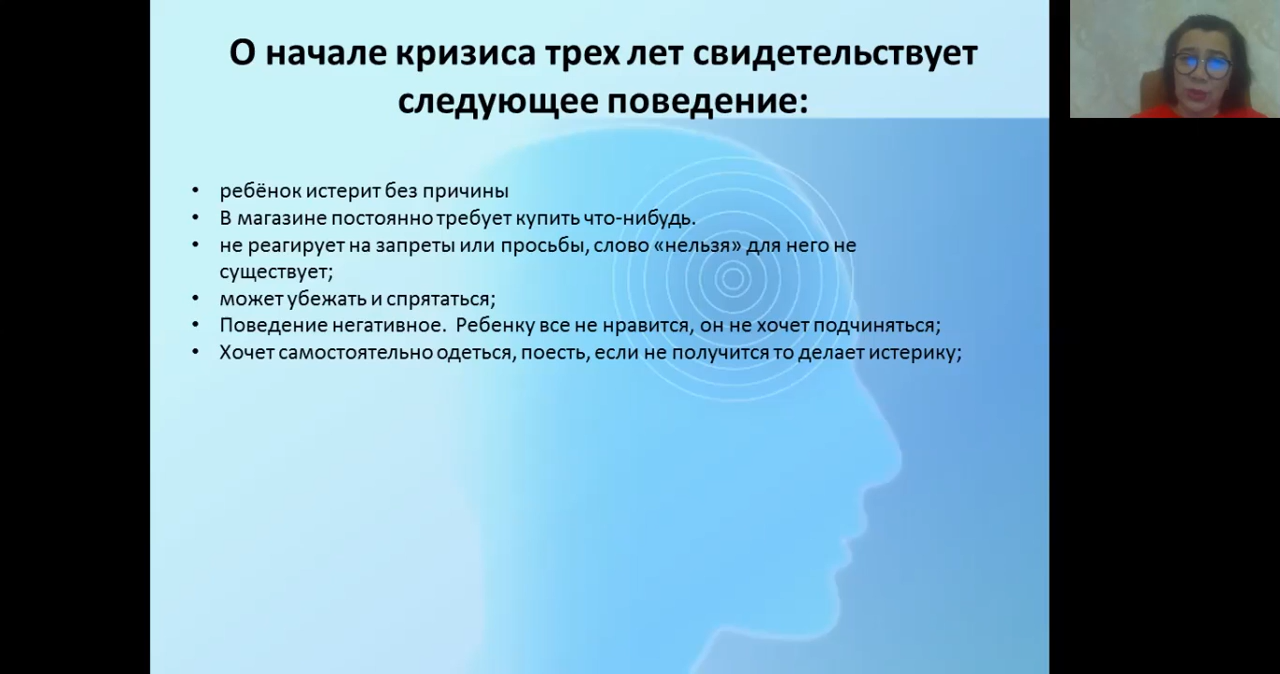 О начале кризиса трех лет свидетельствует
следующее поведение:
• ребёнок истерит без причины
• В магазине постоянно требует купить что-нибудь.
• не реагирует на запреты или просьбы, слово «нельзя» для него не
существует;
• может убежать и спрятаться;
• Поведение негативное. Ребенку все не нравится, он не хочет подчиняться;
• Хочет самостоятельно одеться, поесть, если не получится то делает истерику;